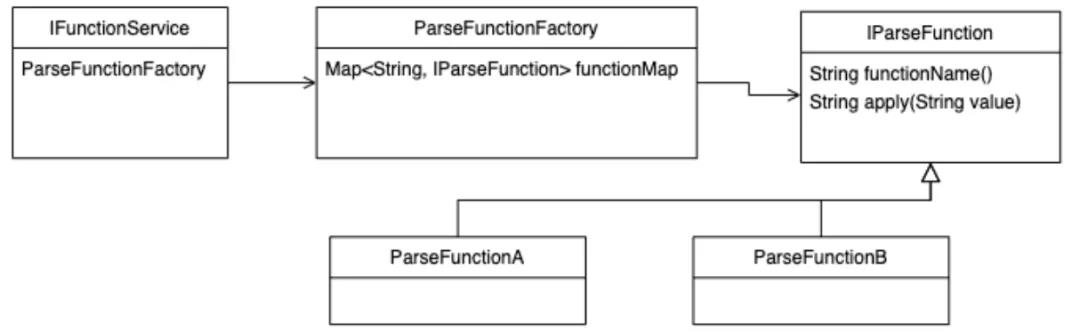 IFunctionService
ParseFunctionFactory
ParseFunctionFactory
Map<String, IParseFunction> functionMap
IParseFunction
String functionName()
String apply(String value)
ParseFunctionA
ParseFunctionB